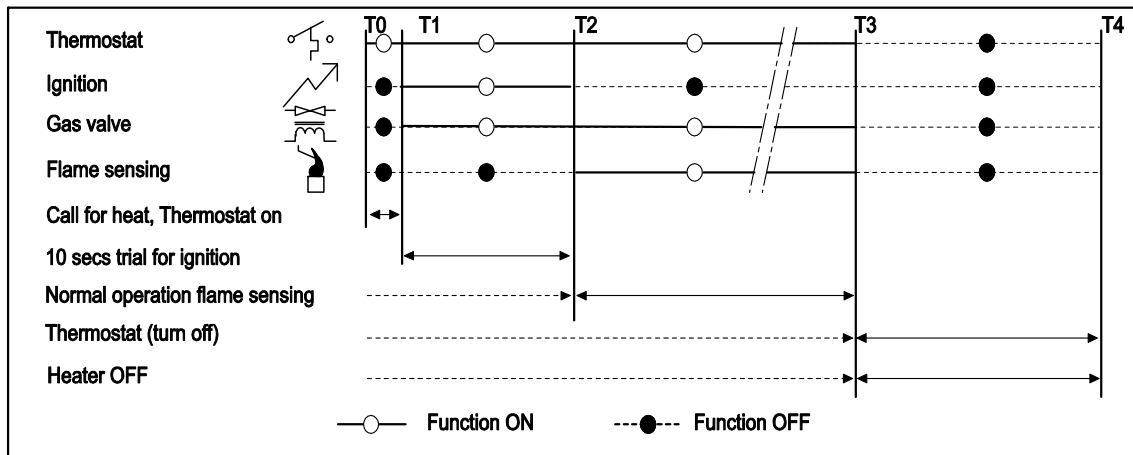 T0 T1 T2 T3 T4
Thermostat
Ignition
Gas valve
Flame sensing
Call for heat, Thermostat on
10 secs trial for ignition
Normal operation flame sensing
Thermostat (turn off)
Heater OFF
Function ON Function OFF